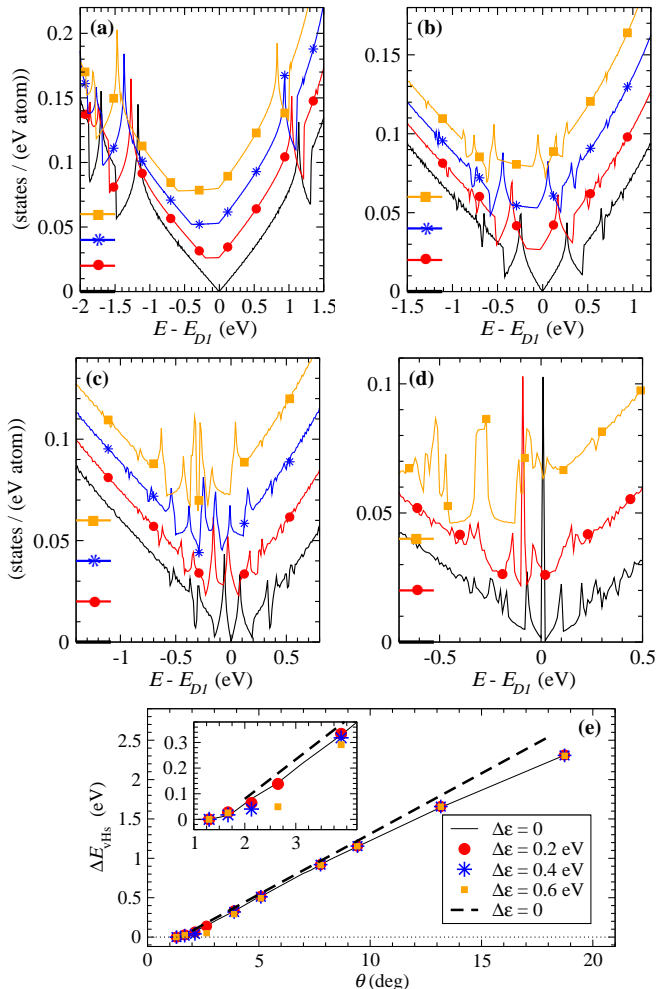 (a)
(b)
(states / (eV atom))
0.2
0.15
0.1
0.05
0
-2
-1.5
-1
-0.5
0
0.5
1
1.5
E - E_D1 (eV)
(states / (eV atom))
0.15
0.1
0.05
0
-1.5
-1
-0.5
0
0.5
1
E - E_D1 (eV)
(c)
(d)
(states / (eV atom))
0.1
0.05
0
-1
-0.5
0
0.5
E - E_D1 (eV)
0.1
0.05
0
-0.5
0
0.5
E - E_D1 (eV)
(e)
ΔE_vHs (eV)
2.5
2
1.5
1
0.5
0
0
5
10
15
20
θ (deg)
0.3
0.2
0.1
0
1
2
3
4
Δε = 0
Δε = 0.2 eV
Δε = 0.4 eV
Δε = 0.6 eV
Δε = 0